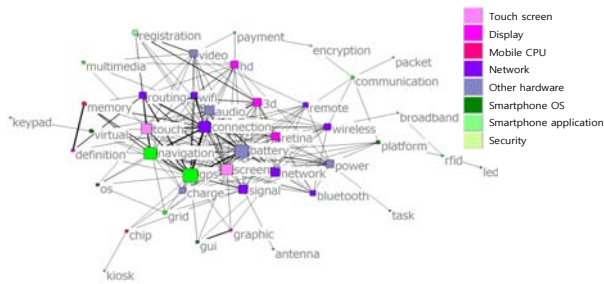 registration
payment
video
encryption
hd
packet
multimedia
communication
routing
wifi
memory
3d
remote
audio
broadband
keypad
virtual
touch
connection
wireless
retina
platform
definition
navigation
battery
rfid
led
gps
screen
power
network
os
charge
signal
bluetooth
grid
task
chip
graphic
gui
antenna
kiosk
Touch screen
Display
Mobile CPU
Network
Other hardware
Smartphone OS
Smartphone application
Security